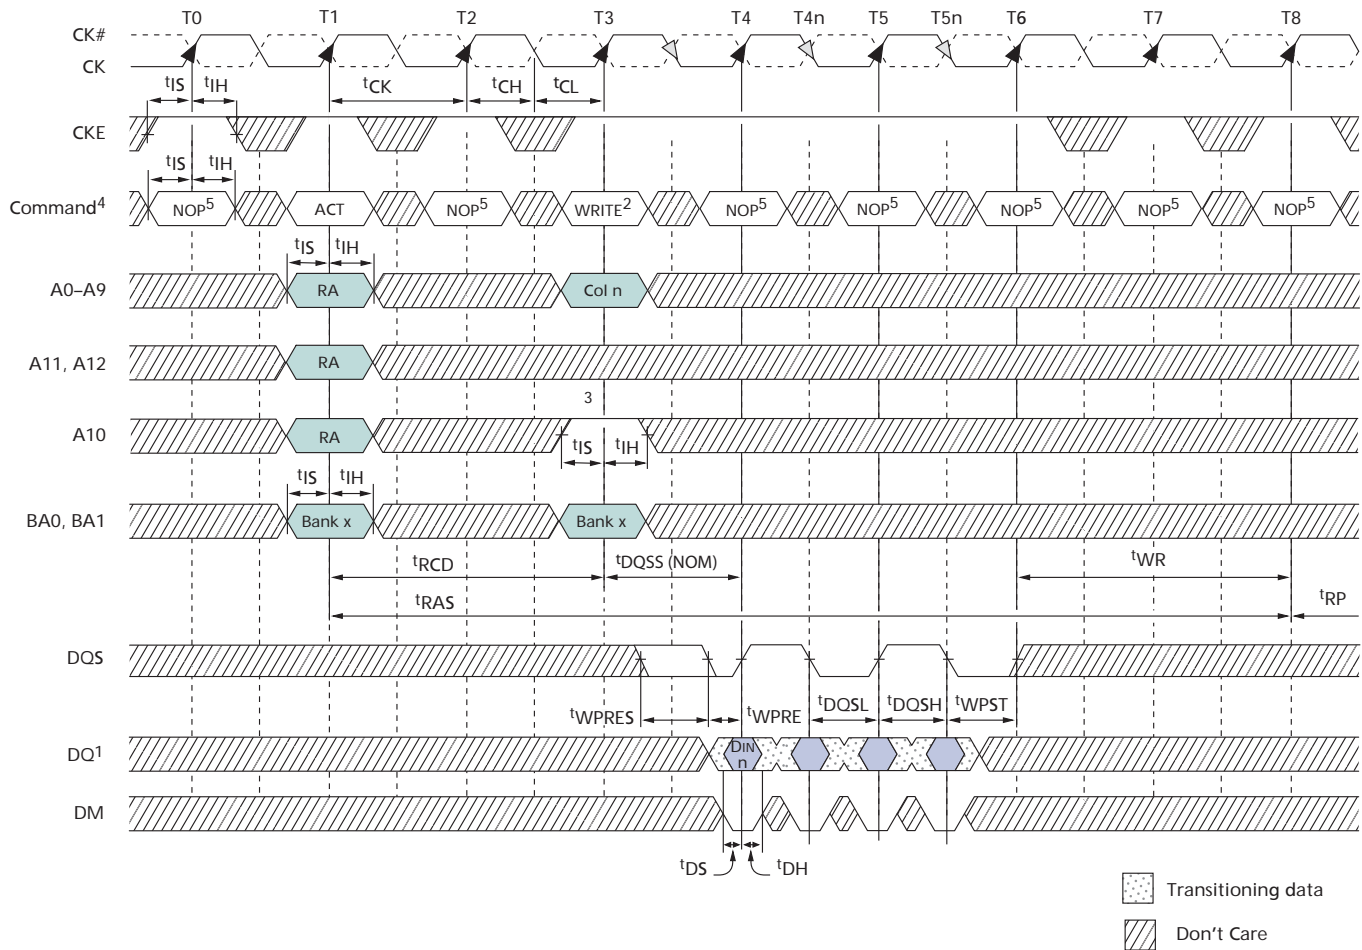 T0 T1 T2 T3 T4 T4n T5 T5n T6 T7 T8
CK#
CK
tIS tIH tCK tCH tCL
CKE
tIS tIH
Command4 NOP5 ACT NOP5 WRITE2 NOP5 NOP5 NOP5 NOP5 NOP5
tIS tIH
A0–A9 RA Col n
A11, A12 RA
3
A10 RA
tIS tIH
tIS tIH
BA0, BA1 Bank x Bank x
tRCD tDQSS (NOM) tWR
tRAS tRP
DQS
tWPRES tWPRE tDQSL tDQSH tWPST
DQ1 DIN
n
DM
tDS tDH
Transitioning data
Don't Care